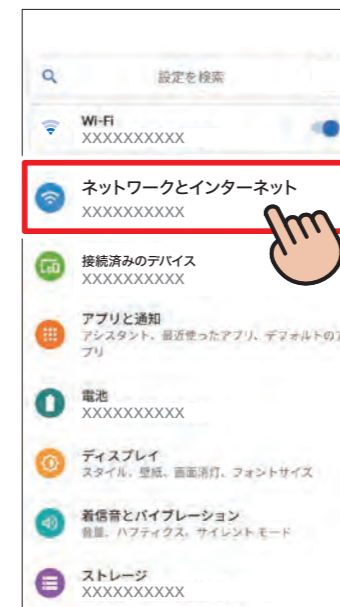 設定を検索
Wi-Fi
XXXXXXXXXX
ネットワークとインターネット
XXXXXXXXXX
接続済みのデバイス
XXXXXXXXXX
アプリと通知
アシスタント、最近使ったアプリ、デフォルトのア
プリ
電池
XXXXXXXXXX
ディスプレイ
スタイル、壁紙、画面消灯、フォントサイズ
着信音とバイブレーション
音量、ハプティクス、サイレント モード
ストレージ
XXXXXXXXXX